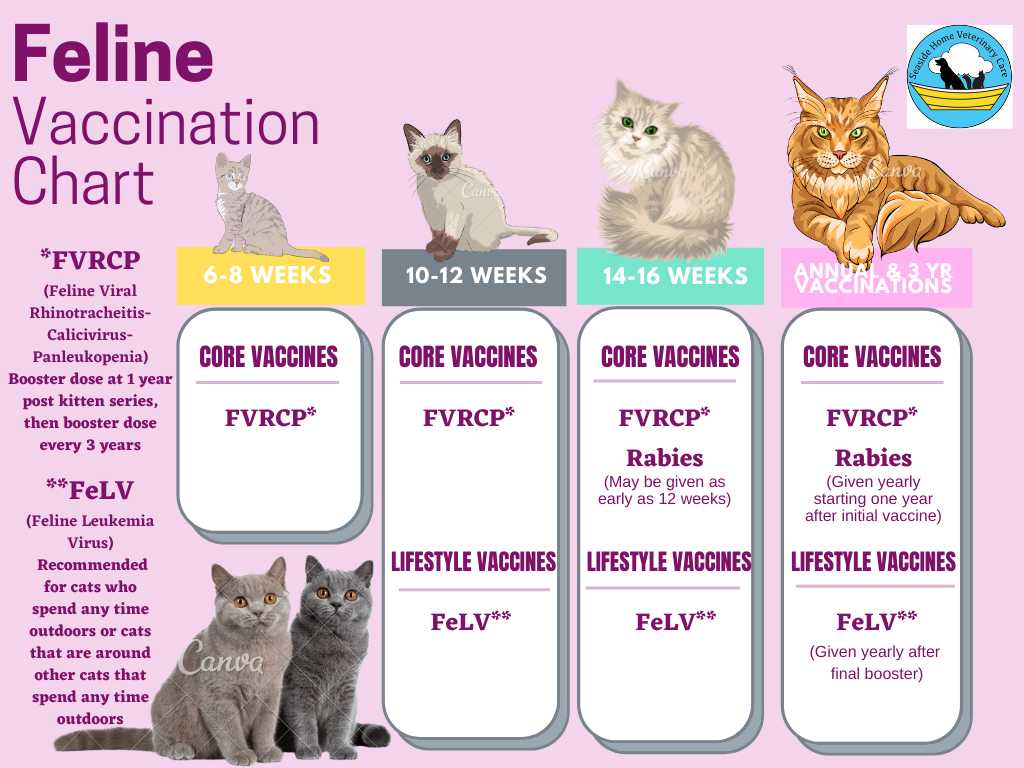 Feline
Vaccination
Chart
Seaside Home Veterinary Care
*FVRCP
(Feline Viral
Rhinotracheitis-
Calicivirus-
Panleukopenia)
Booster dose at 1 year
post kitten series,
then booster dose
every 3 years
**FeLV
(Feline Leukemia
Virus)
Recommended
for cats who
spend any time
outdoors or cats
that are around
other cats that
spend any time
outdoors
6-8 WEEKS
CORE VACCINES
FVRCP*
10-12 WEEKS
CORE VACCINES
FVRCP*
LIFESTYLE VACCINES
FeLV**
14-16 WEEKS
CORE VACCINES
FVRCP*
Rabies
(May be given as
early as 12 weeks)
LIFESTYLE VACCINES
FeLV**
ANNUAL & 3 YR
VACCINATIONS
CORE VACCINES
FVRCP*
Rabies
(Given yearly
starting one year
after initial vaccine)
LIFESTYLE VACCINES
FeLV**
(Given yearly after
final booster)
Canva
Canva
Canva
Canva